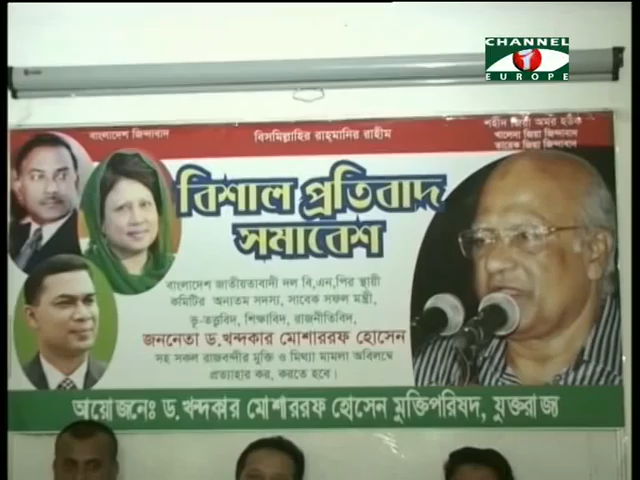 CHANNEL
EUROPE
বাংলাদেশ জিন্দাবাদ
বিসমিল্লাহির রাহ্মানির রাহীম
শহীদ জিয়া অমর হউক
খালেদা জিয়া জিন্দাবাদ
তারেক জিয়া জিন্দাবাদ
বিশাল প্রতিবাদ
সমাবেশ
বাংলাদেশ জাতীয়তাবাদী দল বি,এন,পির স্থায়ী
কমিটির অন্যতম সদস্য, সাবেক সফল মন্ত্রী,
ভূ-তত্ত্ববিদ, শিক্ষাবিদ, রাজনীতিবিদ,
জননেতা ড.খন্দকার মোশাররফ হোসেন
সহ সকল রাজবন্দীর মুক্তি ও মিথ্যা মামলা অবিলম্বে
প্রত্যাহার কর, করতে হবে।
আয়োজনেঃ ড.খন্দকার মোশাররফ হোসেন মুক্তিপরিষদ, যুক্তরাজ্য